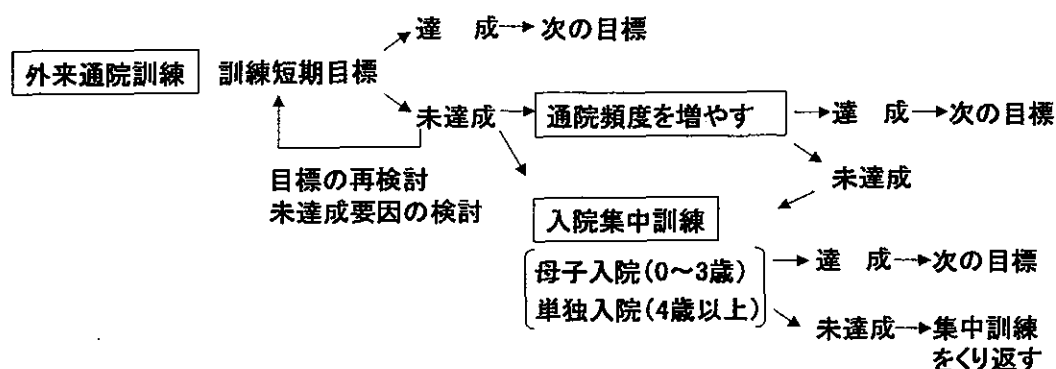 達 成→次の目標
外来通院訓練 訓練短期目標
未達成→通院頻度を増やす→達 成→次の目標
目標の再検討
未達成要因の検討
未達成
入院集中訓練
母子入院(0～3歳)→達 成→次の目標
単独入院(4歳以上)
未達成→集中訓練
をくり返す